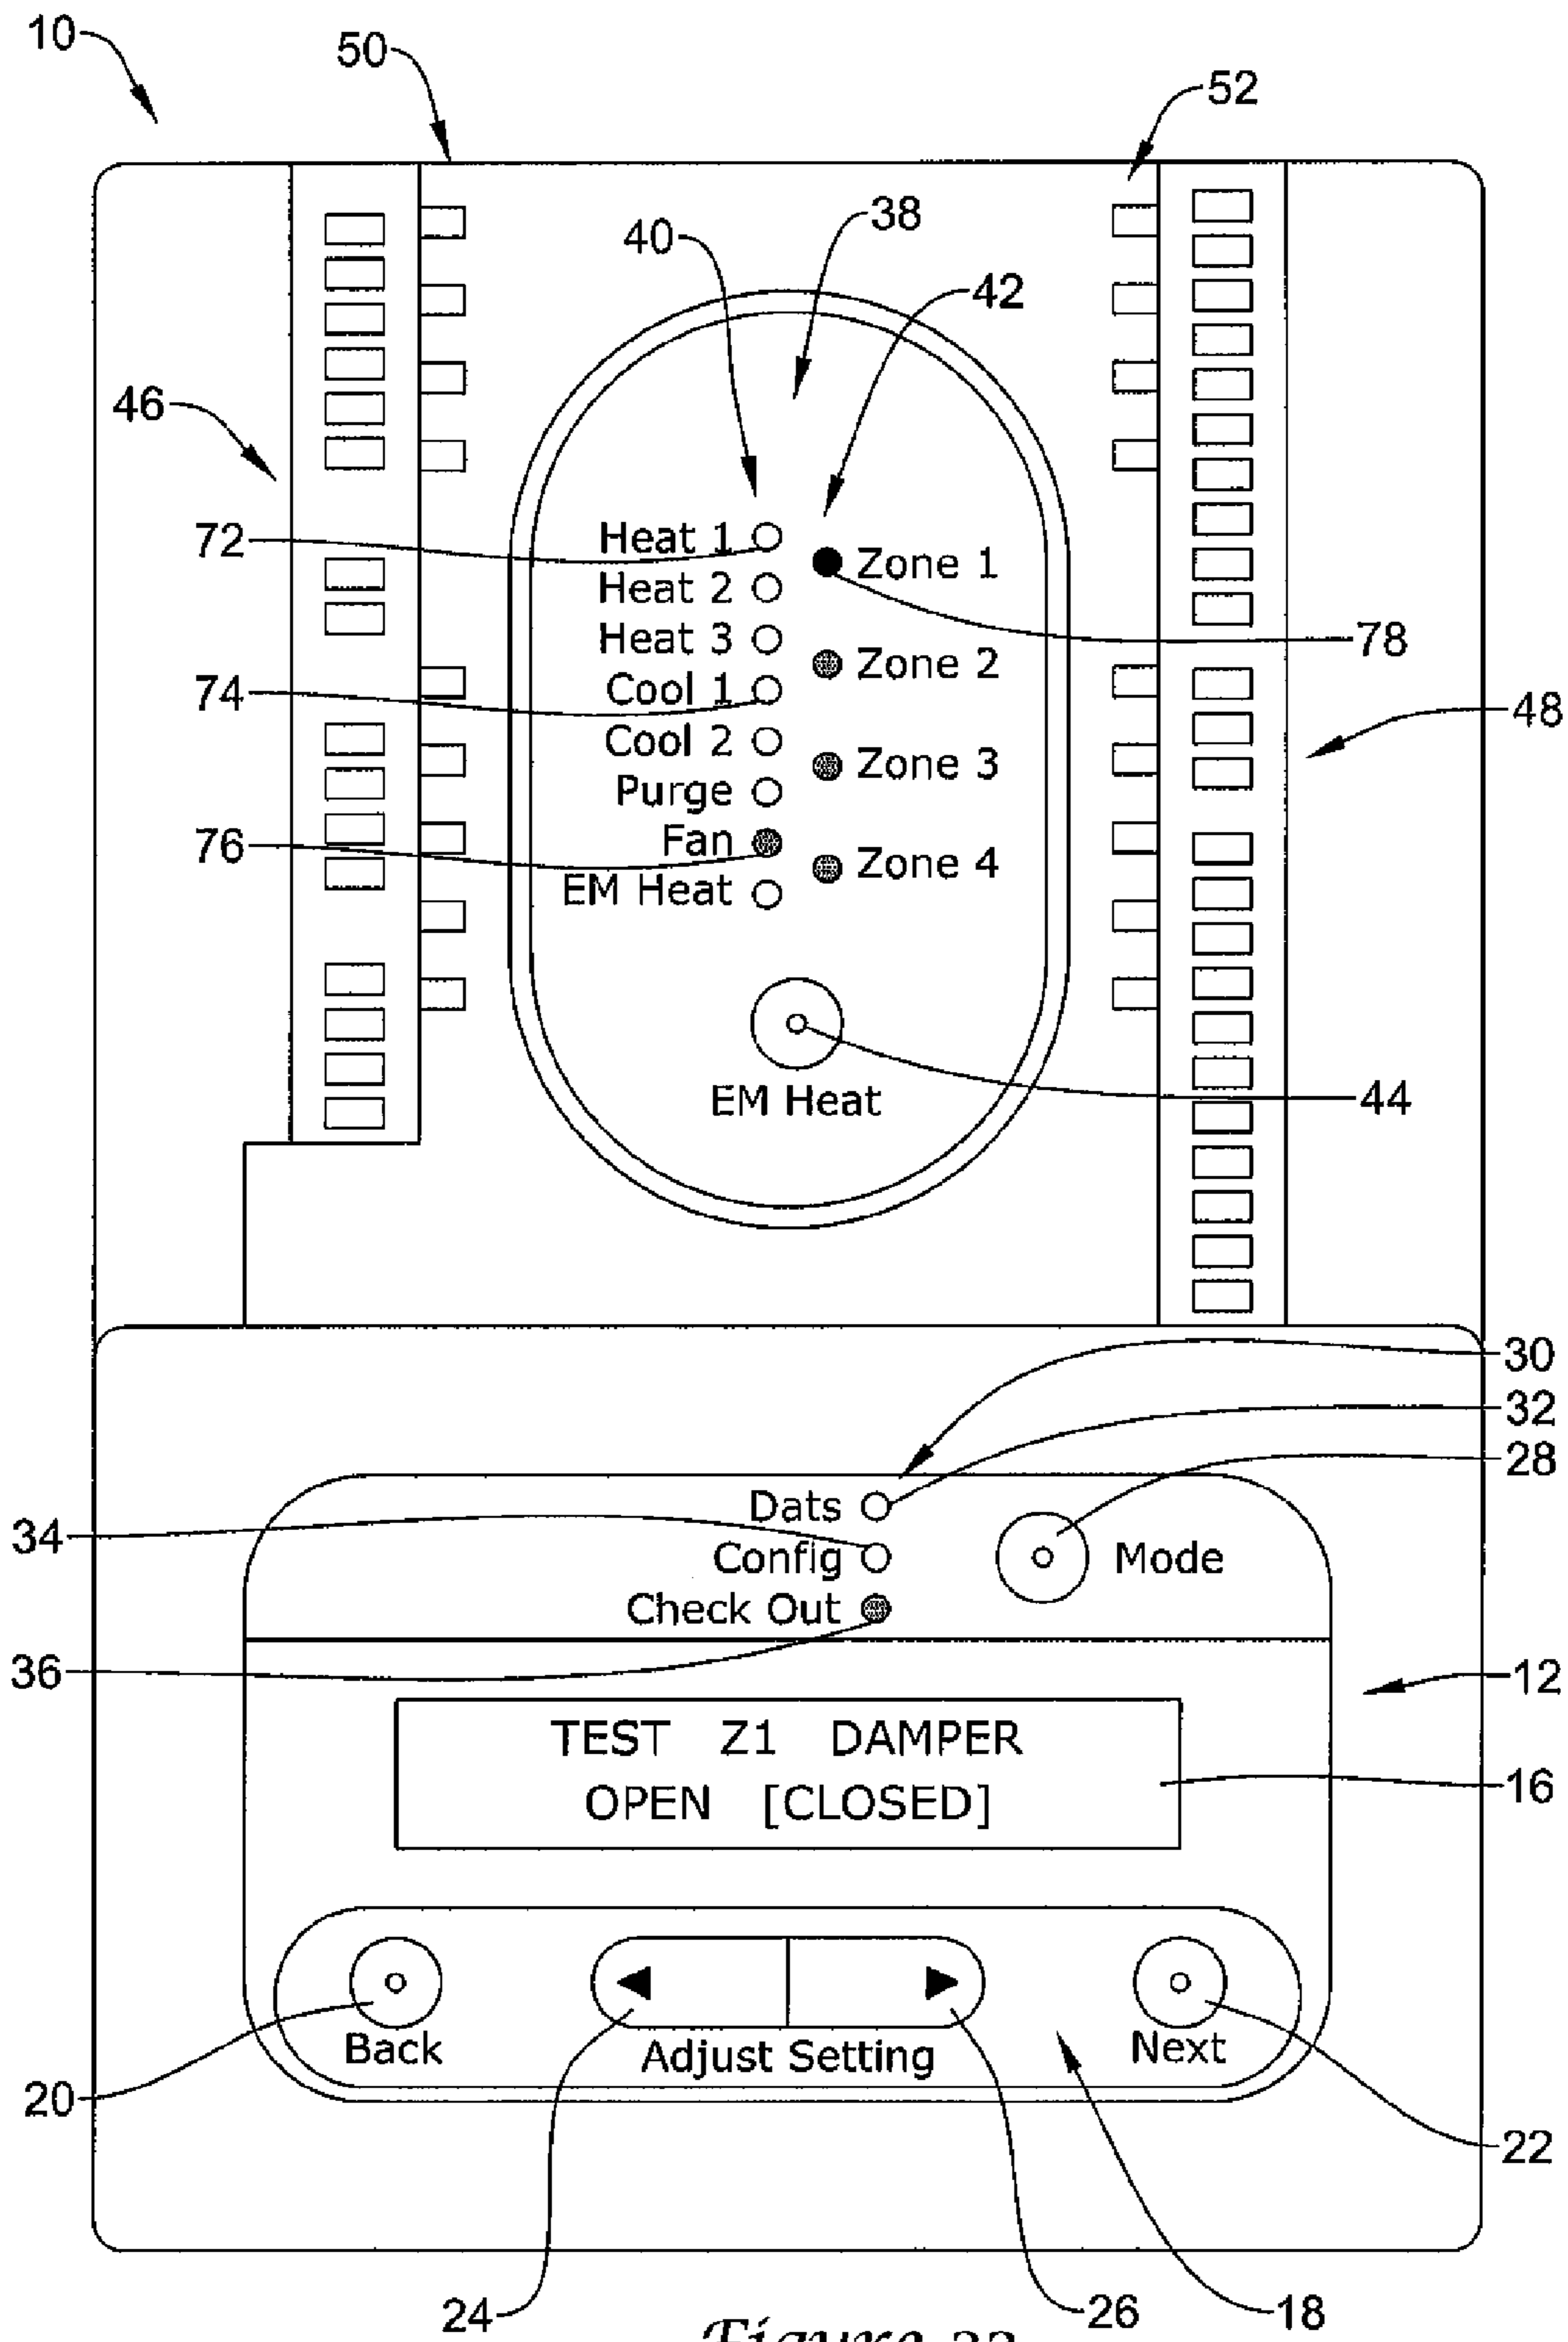 10
50
52
38
40
42
46
72
Heat 1
Zone 1
Heat 2
78
Heat 3
Zone 2
74
Cool 1
48
Cool 2
Zone 3
Purge
76
Fan
Zone 4
EM Heat
44
EM Heat
30
32
28
Dats
34
Config
Mode
Check Out
36
12
TEST Z1 DAMPER
OPEN [CLOSED]
16
Back
Adjust Setting
Next
20
22
24
26
18